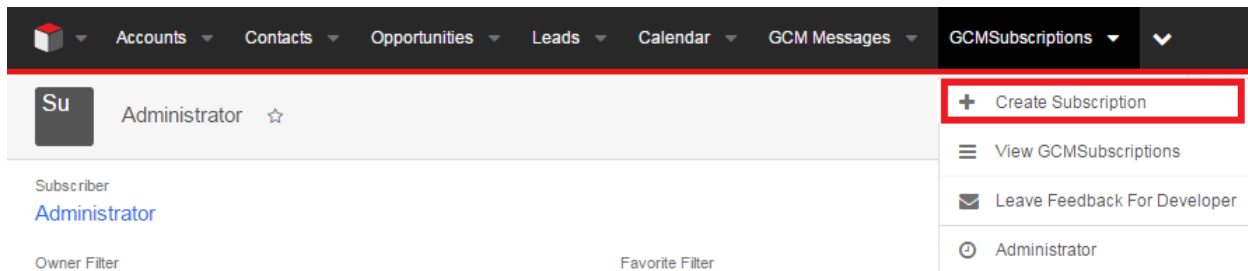 Accounts Contacts Opportunities Leads Calendar GCM Messages GCMSubscriptions
Su Administrator
Create Subscription
View GCMSubscriptions
Leave Feedback For Developer
Administrator
Subscriber
Administrator
Owner Filter Favorite Filter